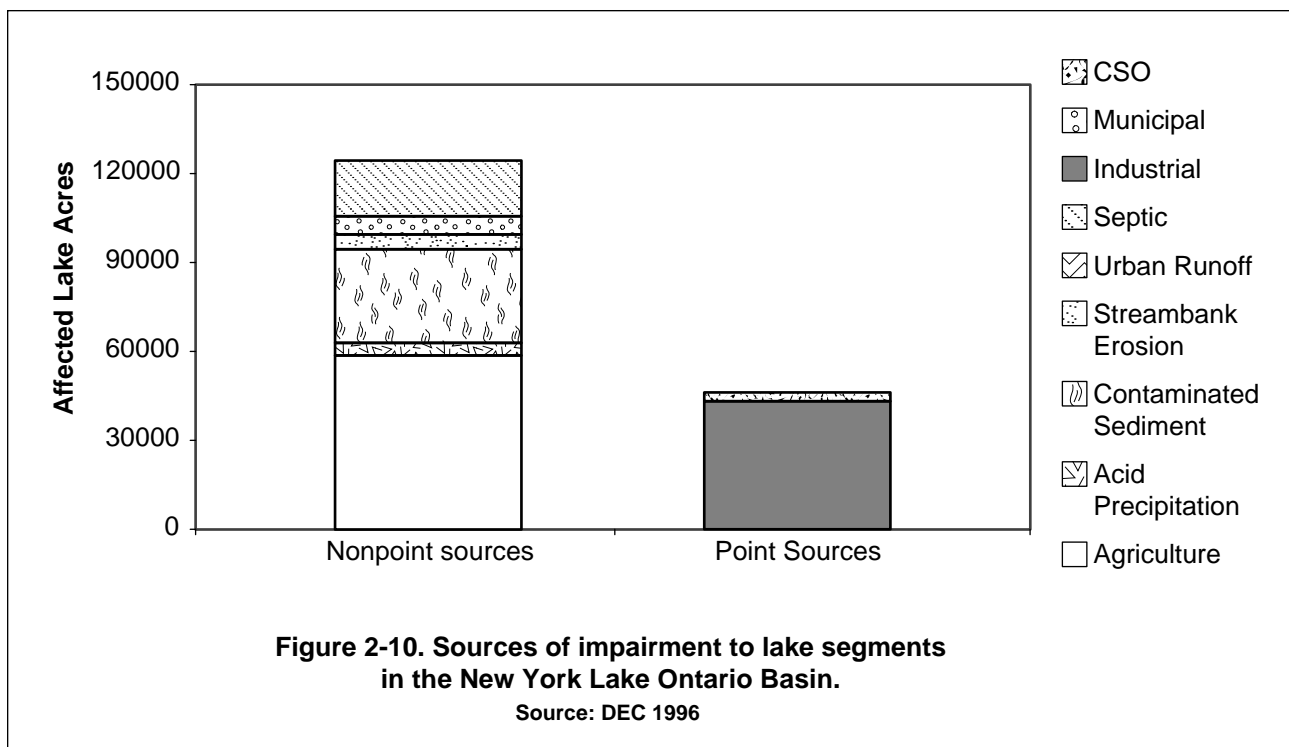 150000
120000
90000
60000
30000
0
Affected Lake Acres
Nonpoint sources
Point Sources
CSO
Municipal
Industrial
Septic
Urban Runoff
Streambank
Erosion
Contaminated
Sediment
Acid
Precipitation
Agriculture
Figure 2-10. Sources of impairment to lake segments
in the New York Lake Ontario Basin.
Source: DEC 1996